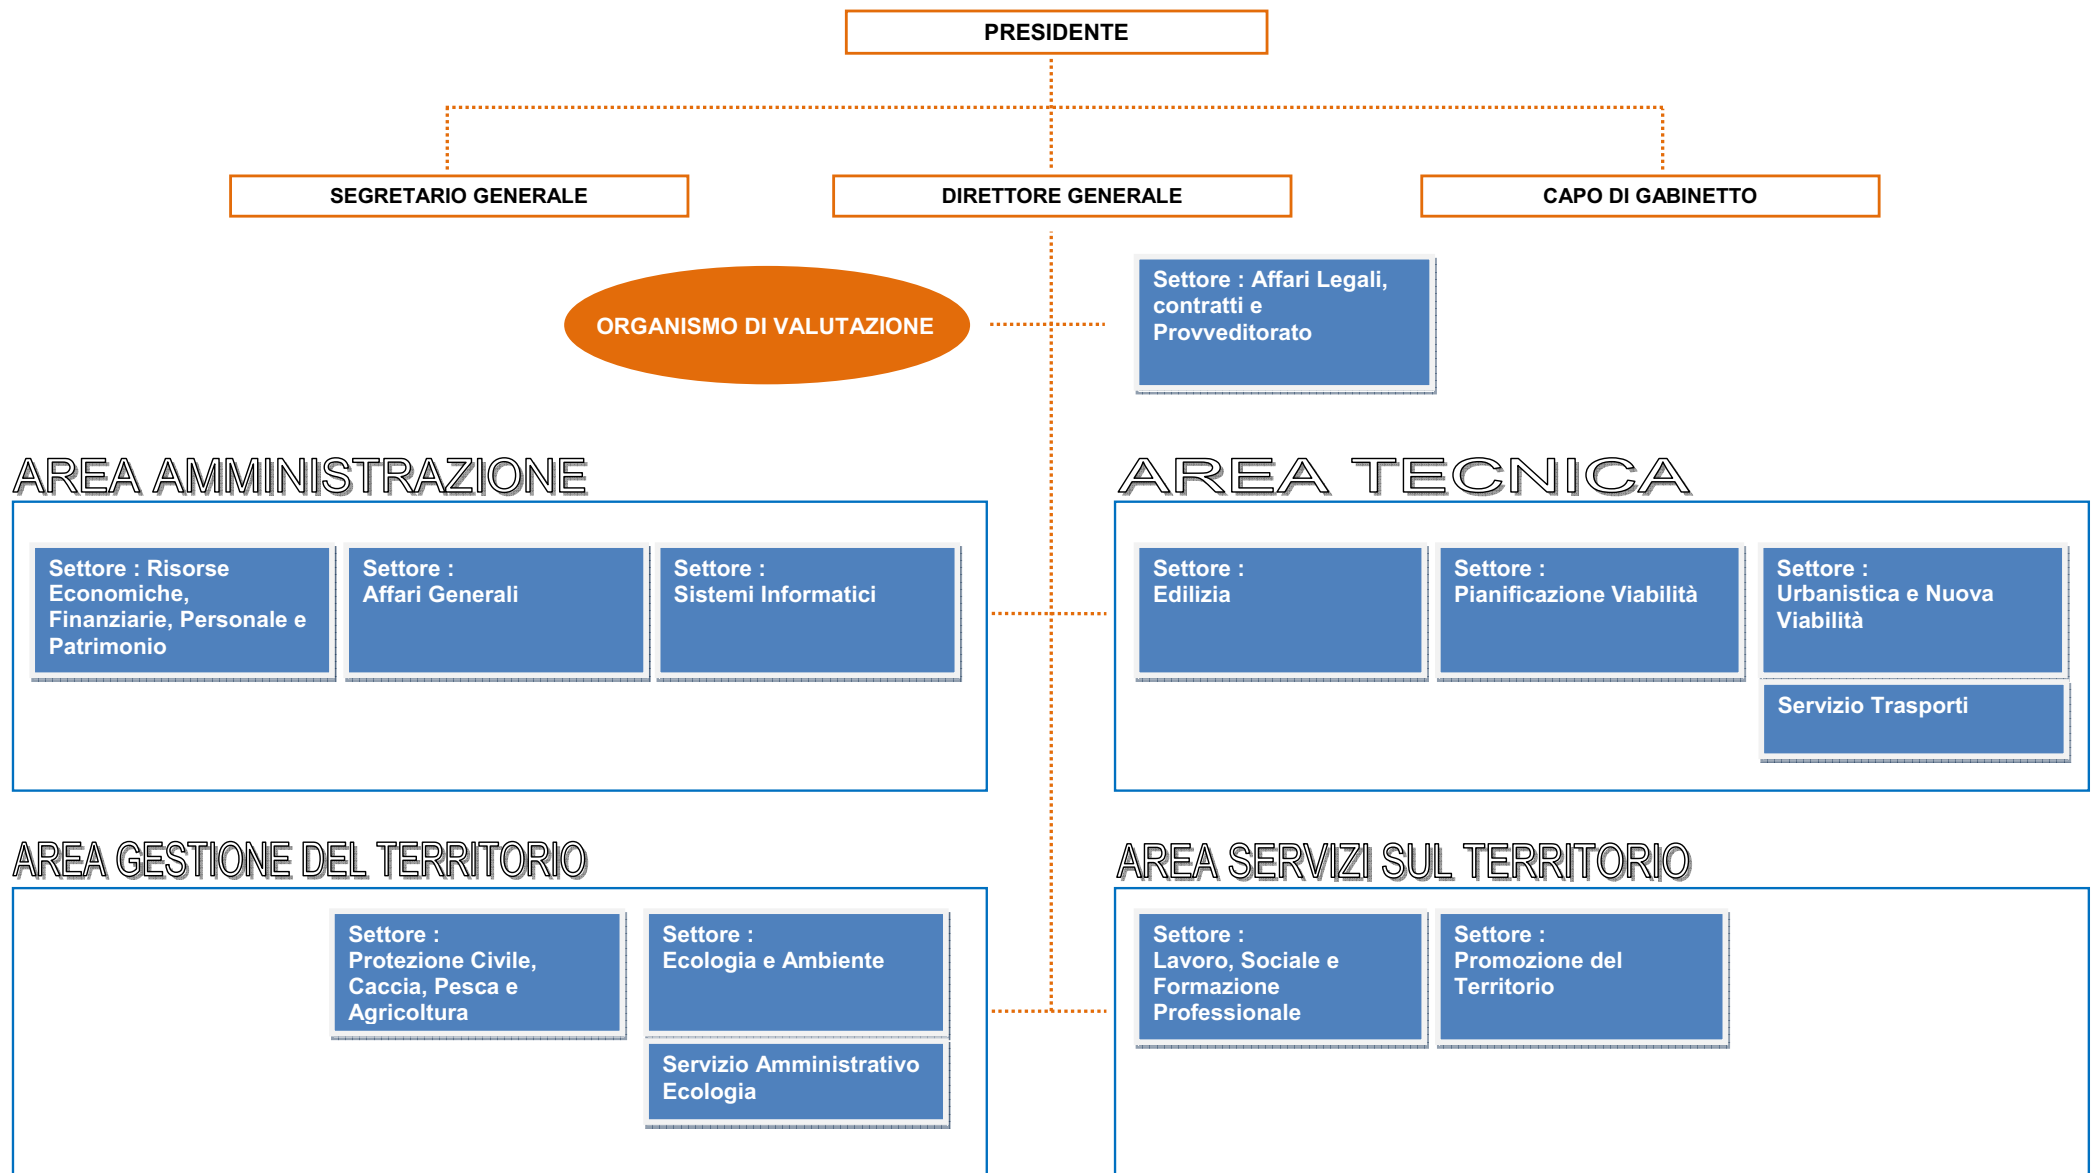 PRESIDENTE
SEGRETARIO GENERALE
DIRETTORE GENERALE
CAPO DI GABINETTO
ORGANISMO DI VALUTAZIONE
Settore : Affari Legali,
contratti e
Provveditorato
AREA AMMINISTRAZIONE
Settore : Risorse
Economiche,
Finanziarie, Personale e
Patrimonio
Settore :
Affari Generali
Settore :
Sistemi Informatici
AREA TECNICA
Settore :
Edilizia
Settore :
Pianificazione Viabilità
Settore :
Urbanistica e Nuova
Viabilità
Servizio Trasporti
AREA GESTIONE DEL TERRITORIO
Settore :
Protezione Civile,
Caccia, Pesca e
Agricoltura
Settore :
Ecologia e Ambiente
Servizio Amministrativo
Ecologia
AREA SERVIZI SUL TERRITORIO
Settore :
Lavoro, Sociale e
Formazione
Professionale
Settore :
Promozione del
Territorio